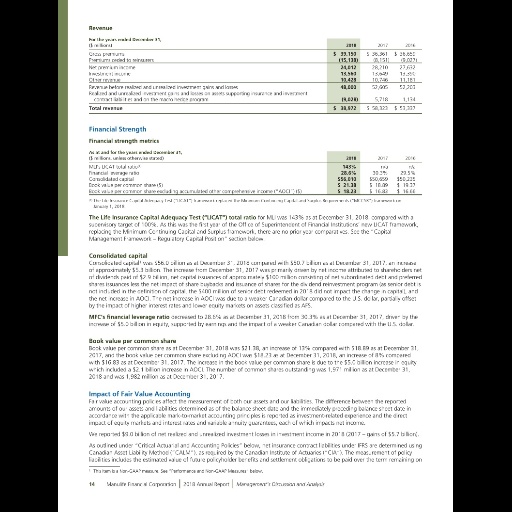 Revenue
For the years ended December 31,
($ millions) 2018 2017 2016
Gross premiums $ 39,150 $ 36,361 $ 36,659
Premiums ceded to reinsurers (15,138) (8,151) (9,027)
Net premium income 24,012 28,210 27,632
Investment income 13,560 13,649 13,390
Other revenue 10,428 10,746 11,181
Revenue before realized and unrealized investment gains and losses 48,000 52,605 52,203
Realized and unrealized investment gains and losses on assets supporting insurance and investment
contract liabilities and on the macro hedge program (9,028) 5,718 1,134
Total revenue $ 38,972 $ 58,323 $ 53,337
Financial Strength
Financial strength metrics
As at and for the years ended December 31,
($ millions, unless otherwise stated) 2018 2017 2016
MLI's LICAT total ratio 143% n/a n/a
Financial leverage ratio 28.6% 30.3% 29.5%
Consolidated capital $56,010 $50,659 $50,235
Book value per common share ($) $ 21.38 $ 18.89 $ 19.37
Book value per common share excluding accumulated other comprehensive income ("AOCI") ($) $ 18.23 $ 16.83 $ 16.66
The Life Insurance Capital Adequacy Test ("LICAT") framework replaced the Minimum Continuing Capital and Surplus Requirements ("MCCSR") framework on
January 1, 2018.
The Life Insurance Capital Adequacy Test ("LICAT") total ratio for MLI was 143% as at December 31, 2018, compared with a
supervisory target of 100%. As this was the first year of the Office of Superintendent of Financial Institutions' new LICAT framework,
replacing the Minimum Continuing Capital and Surplus framework, there are no prior year comparatives. See the "Capital
Management Framework – Regulatory Capital Position" section below.
Consolidated capital
Consolidated capital¹ was $56.0 billion as at December 31, 2018 compared with $50.7 billion as at December 31, 2017, an increase
of approximately $5.3 billion. The increase from December 31, 2017 was primarily driven by net income attributed to shareholders net
of dividends paid of $2.9 billion, net capital issuances of approximately $100 million (consisting of net subordinated debt and preferred
shares issuances less the net impact of share buybacks and issuance of shares for the dividend reinvestment program (as senior debt is
not included in the definition of capital, the $400 million of senior debt redeemed in 2018 did not impact the change in capital), and
the net increase in AOCI. The net increase in AOCI was due to a weaker Canadian dollar compared to the U.S. dollar, partially offset
by the impact of higher interest rates and lower equity markets on assets classified as AFS.
MFC's financial leverage ratio decreased to 28.6% as at December 31, 2018 from 30.3% as at December 31, 2017, driven by the
increase of $5.0 billion in equity, supported by earnings and the impact of a weaker Canadian dollar compared with the U.S. dollar.
Book value per common share
Book value per common share as at December 31, 2018 was $21.38, an increase of 13% compared with $18.89 as at December 31,
2017, and the book value per common share excluding AOCI was $18.23 as at December 31, 2018, an increase of 8% compared
with $16.83 as at December 31, 2017. The increase in the book value per common share is due to the $5.0 billion increase in equity
which included a $2.1 billion increase in AOCI. The number of common shares outstanding was 1,971 million as at December 31,
2018 and was 1,982 million as at December 31, 2017.
Impact of Fair Value Accounting
Fair value accounting policies affect the measurement of both our assets and our liabilities. The difference between the reported
amounts of our assets and liabilities determined as of the balance sheet date and the immediately preceding balance sheet date in
accordance with the applicable mark-to-market accounting principles is reported as investment-related experience and the direct
impact of equity markets and interest rates and variable annuity guarantees, each of which impacts net income.
We reported $9.0 billion of net realized and unrealized investment losses in investment income in 2018 (2017 – gains of $5.7 billion).
As outlined under "Critical Actuarial and Accounting Policies" below, net insurance contract liabilities under IFRS are determined using
Canadian Asset Liability Method ("CALM"), as required by the Canadian Institute of Actuaries ("CIA"). The measurement of policy
liabilities includes the estimated value of future policyholder benefits and settlement obligations to be paid over the term remaining on
¹ This item is a Non-GAAP measure. See "Performance and Non-GAAP Measures" below.
14 Manulife Financial Corporation | 2018 Annual Report | Management's Discussion and Analysis